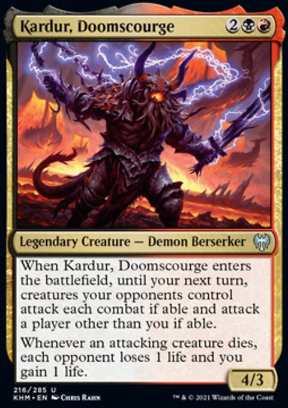 Kardur, Doomscourge 2
Legendary Creature — Demon Berserker
When Kardur, Doomscourge enters
the battlefield, until your next turn,
creatures your opponents control
attack each combat if able and attack
a player other than you if able.
Whenever an attacking creature dies,
each opponent loses 1 life and you
gain 1 life.
4/3
216/285 U
KHM • EN Chris Rahn
™ & © 2021 Wizards of the Coast